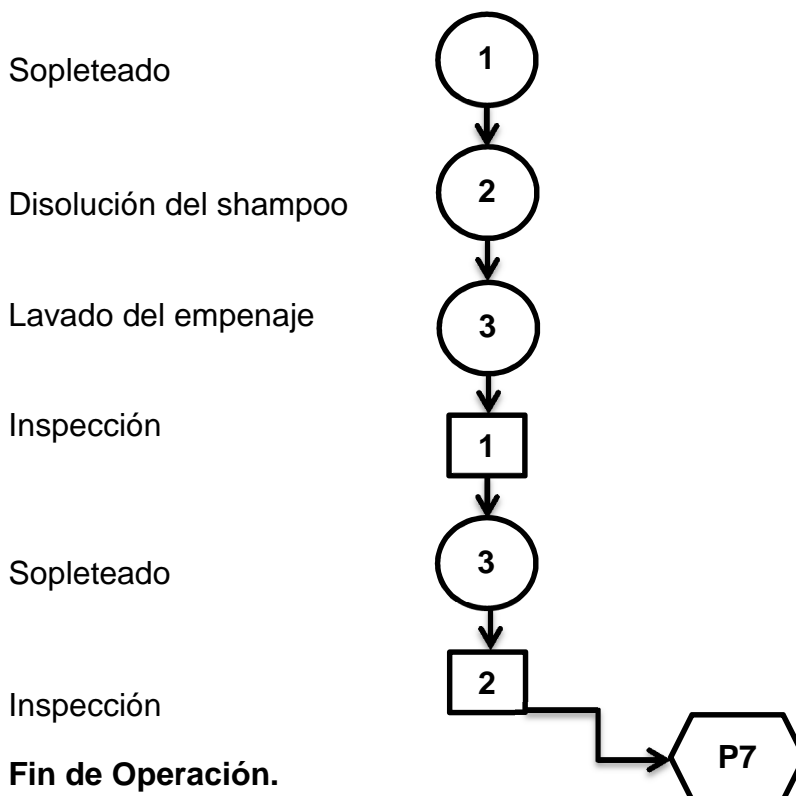 Sopleteado 1
Disolución del shampoo 2
Lavado del empenaje 3
Inspección 1
Sopleteado 3
Inspección 2
P7
Fin de Operación.